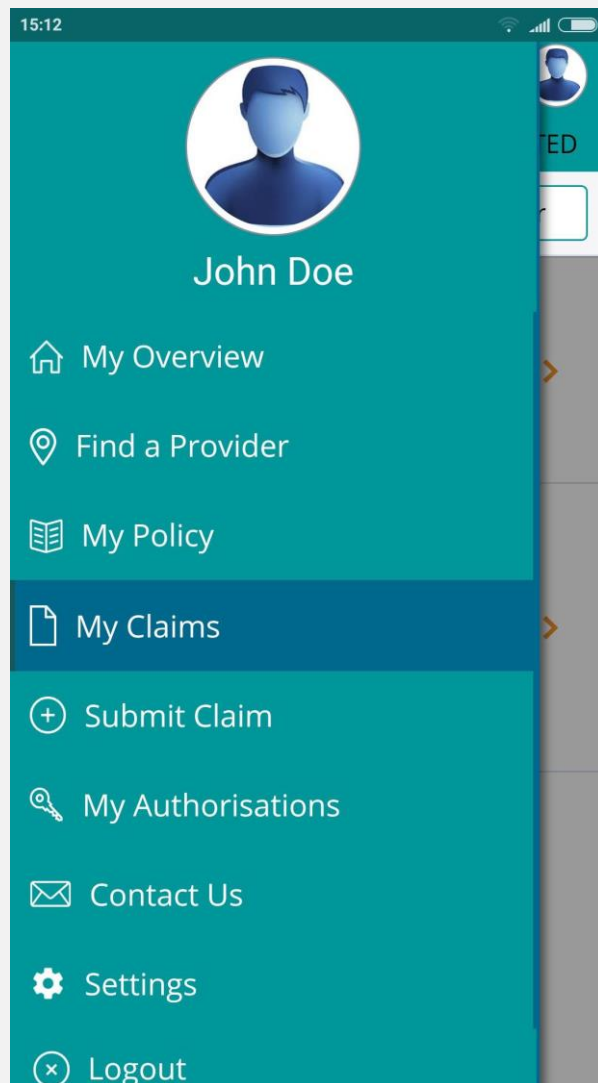 15:12
TED
John Doe
My Overview
Find a Provider
My Policy
My Claims
Submit Claim
My Authorisations
Contact Us
Settings
Logout